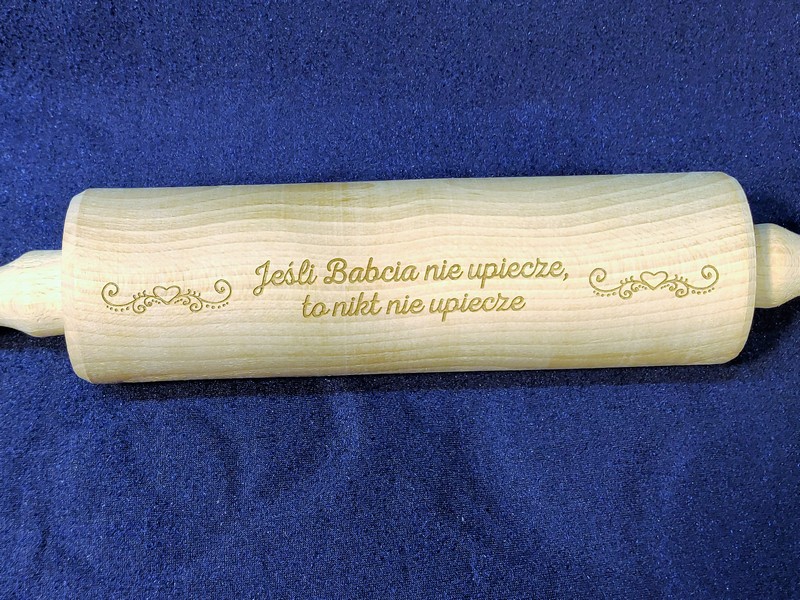 Jeśli Babcia nie upiecze,
to nikt nie upiecze